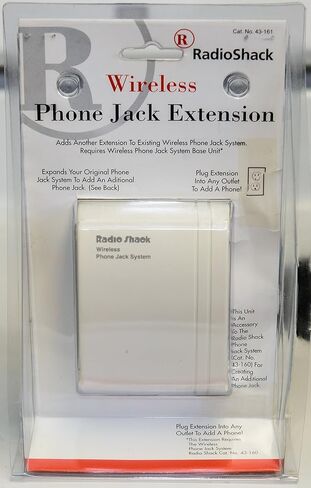 Cat. No. 43-161
R RadioShack
Wireless
Phone Jack Extension
Adds Another Extension To Existing Wireless Phone Jack System.
Requires Wireless Phone Jack System Base Unit*
Expands Your Original Phone
Jack System To Add An Aditional
Phone Jack. (See Back)
Plug Extension
Into Any Outlet
To Add A Phone!
Radio Shack
Wireless
Phone Jack System
This Unit
Is An
Accessory
To The
Radio Shack
Phone
Jack System
(Cat. No.
43-160) For
Creating
An Additional
Phone Jack.
Plug Extension Into Any
Outlet To Add A Phone!
*This Extension Requires
The Wireless
Phone Jack System
Radio Shack Cat. No. 43-160